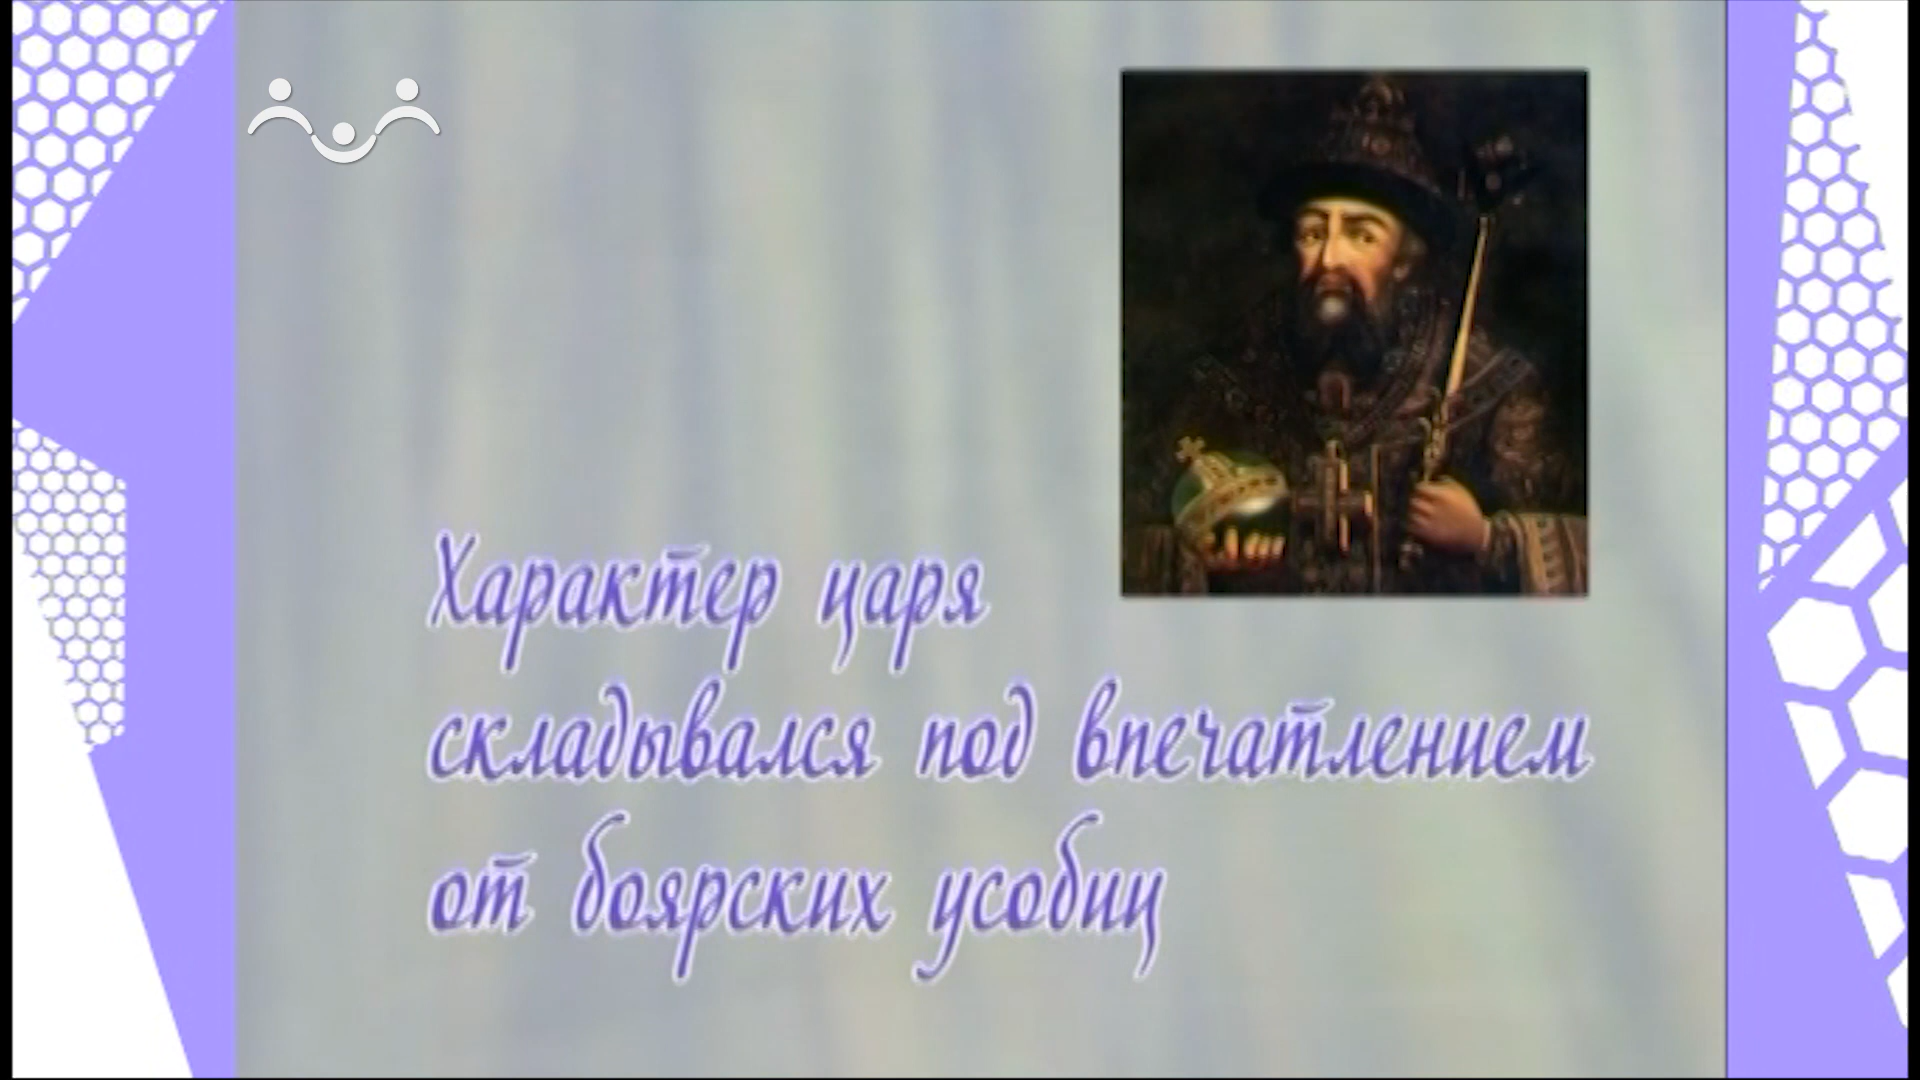 Характер царя
складывался под впечатлением
от боярских усобиц